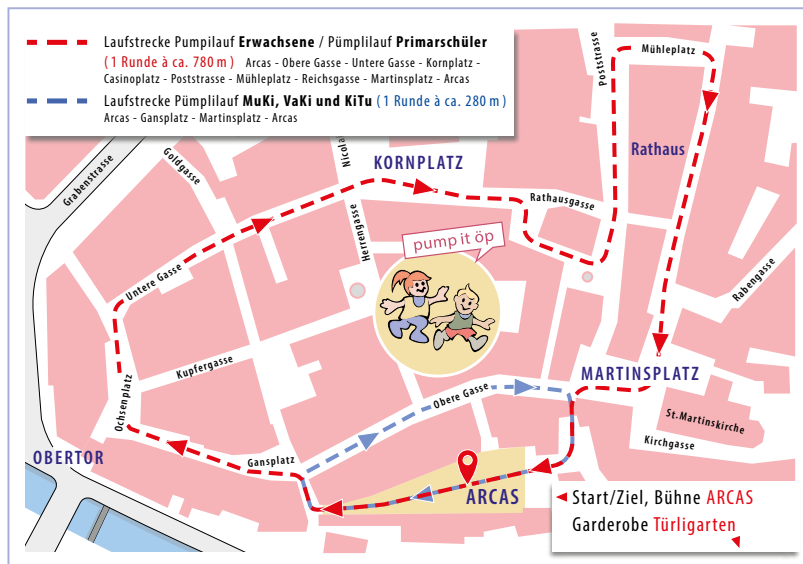 Laufstrecke Pumpilauf Erwachsene / Pümplilauf Primarschüler
(1 Runde à ca. 780 m) Arcas - Obere Gasse - Untere Gasse - Kornplatz -
Casinoplatz - Poststrasse - Mühleplatz - Reichsgasse - Martinsplatz - Arcas
Laufstrecke Pümplilauf MuKi, VaKi und KiTu (1 Runde à ca. 280 m)
Arcas - Gansplatz - Martinsplatz - Arcas
Poststrasse
Mühleplatz
Grabenstrasse
Goldgasse
KORNPLATZ
Rathaus
Rathausgasse
Herrengasse
pump it öp
Untere Gasse
Rabengasse
Kupfergasse
MARTINSPLATZ
Ochsenplatz
Obere Gasse
St.Martinskirche
Kirchgasse
OBERTOR
Gansplatz
ARCAS
Start/Ziel, Bühne ARCAS
Garderobe Türligarten